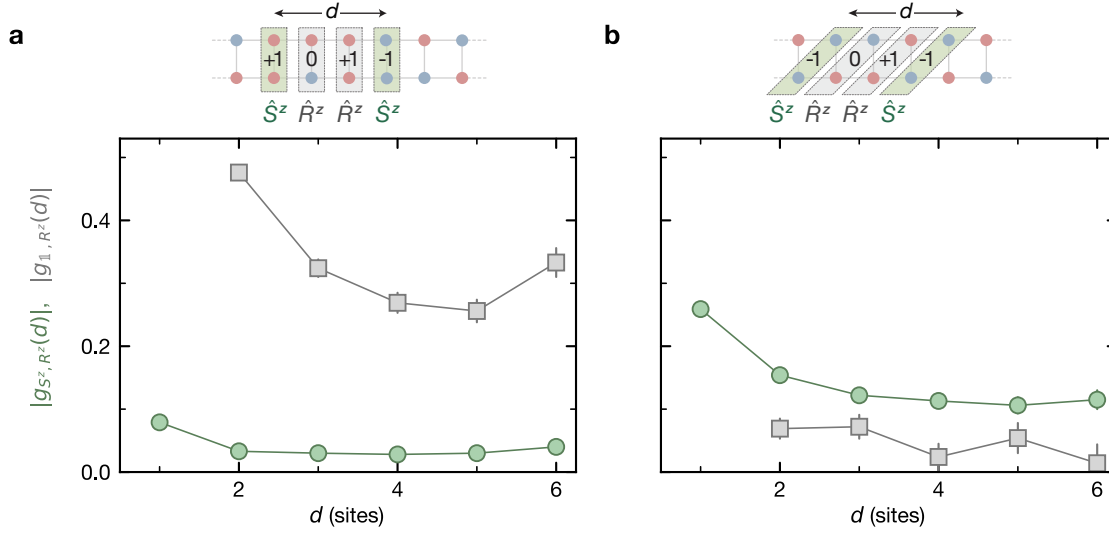 a
d
+1 0 +1 -1
Ŝᶻ R̂ᶻ R̂ᶻ Ŝᶻ
|g_{Sᶻ,Rᶻ}(d)|, |g_{𝟙,Rᶻ}(d)|
0.4
0.2
0.0
2 4 6
d (sites)
b
d
-1 0 +1 -1
Ŝᶻ R̂ᶻ R̂ᶻ Ŝᶻ
2 4 6
d (sites)